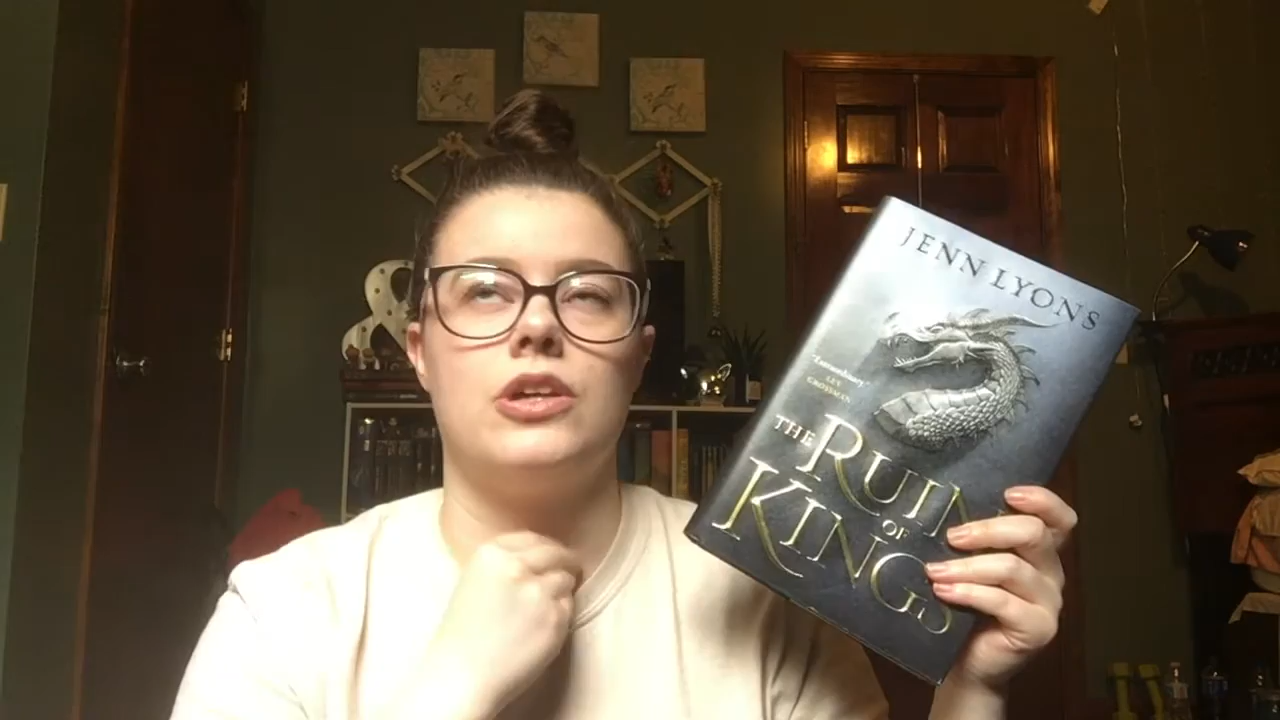 JENN LYONS
"Extraordinary."
LEV
GROSSMAN
THE
RUIN
OF
KINGS